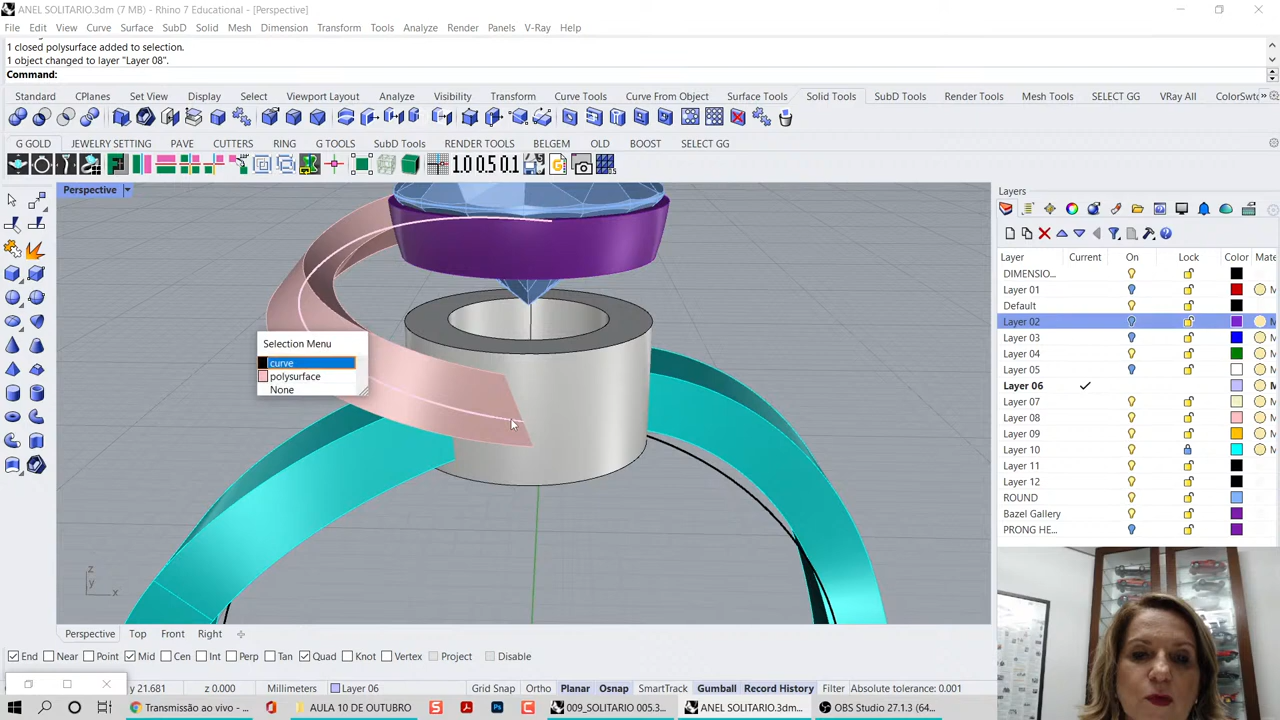 ANEL SOLITARIO.3dm (7 MB) - Rhino 7 Educational - [Perspective]
File Edit View Curve Surface SubD Solid Mesh Dimension Transform Tools Analyze Render Panels V-Ray Help
1 closed polysurface added to selection.
1 object changed to layer "Layer 08".
Command:
Standard CPlanes Set View Display Select Viewport Layout Analyze Visibility Transform Curve Tools Curve From Object Surface Tools Solid Tools SubD Tools Render Tools Mesh Tools SELECT GG VRay All ColorSwtc
G GOLD JEWELRY SETTING PAVE CUTTERS RING G TOOLS SubD Tools RENDER TOOLS BELGEM OLD BOOST SELECT GG
1.0 0.5 0.1
Perspective
Layers
Layer Current On Lock Color Mate
DIMENSIO...
Layer 01
Default
Layer 02
Layer 03
Layer 04
Layer 05
Layer 06
Layer 07
Layer 08
Layer 09
Layer 10
Layer 11
Layer 12
ROUND
Bazel Gallery
PRONG HE...
Selection Menu
curve
polysurface
None
z
y
x
Perspective Top Front Right
End Near Point Mid Cen Int Perp Tan Quad Knot Vertex Project Disable
y 21.681 z 0.000 Millimeters Layer 06 Grid Snap Ortho Planar Osnap SmartTrack Gumball Record History Filter Absolute tolerance: 0.001
Transmissão ao vivo - ... AULA 10 DE OUTUBRO 009_SOLITARIO 005.3... ANEL SOLITARIO.3dm... OBS Studio 27.1.3 (64...